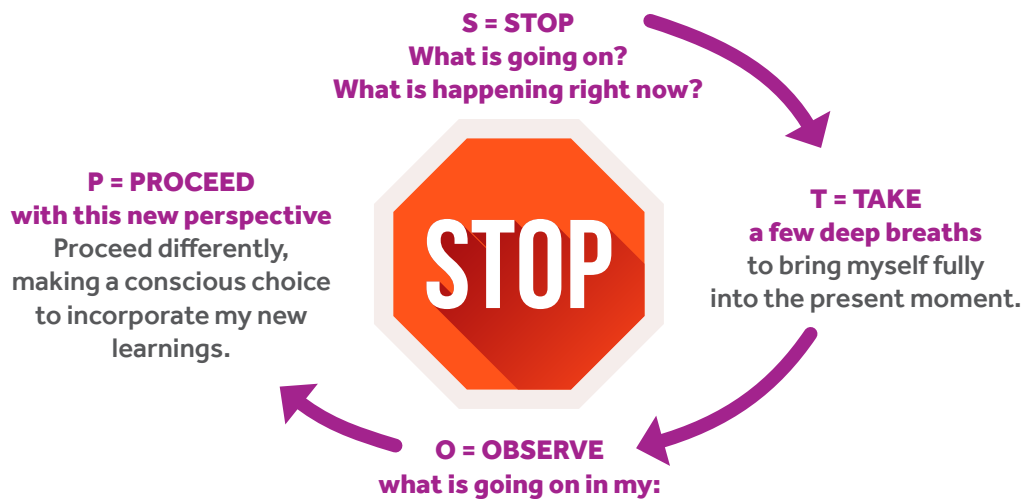 S = STOP
What is going on?
What is happening right now?
T = TAKE
a few deep breaths
to bring myself fully
into the present moment.
O = OBSERVE
what is going on in my:
P = PROCEED
with this new perspective
Proceed differently,
making a conscious choice
to incorporate my new
learnings.
STOP